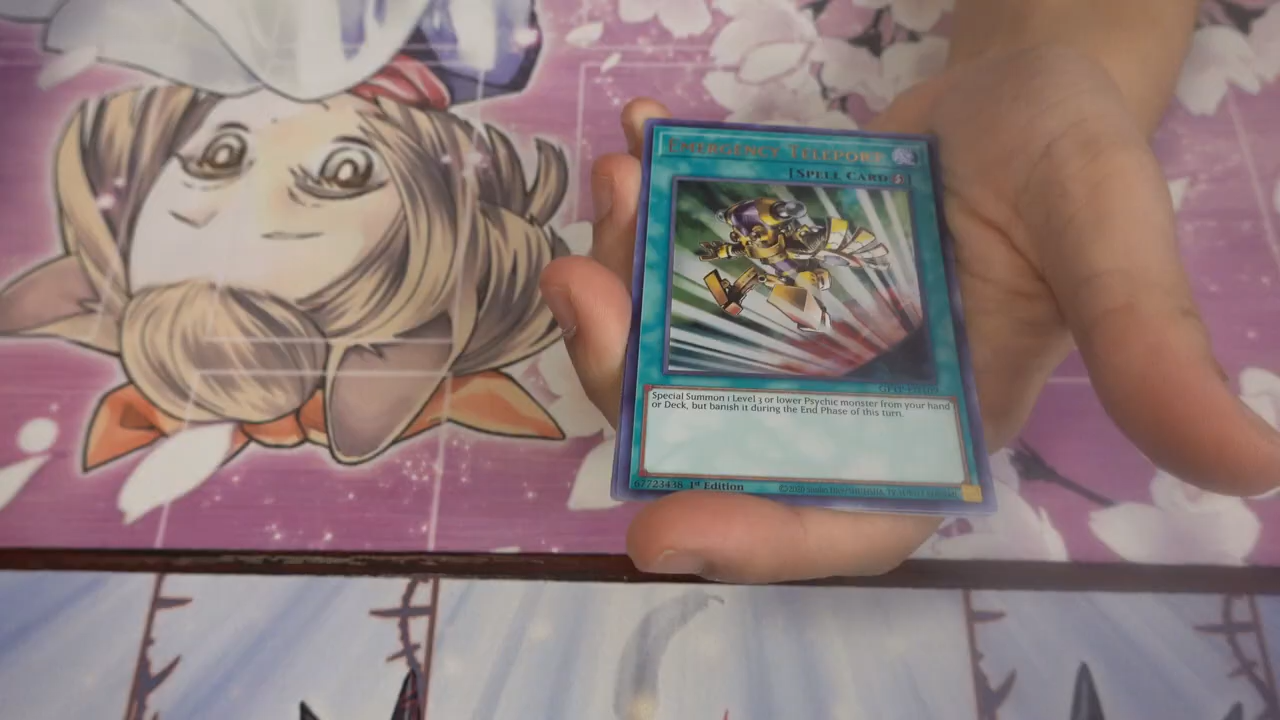 Emergency Teleport
[Spell Card]
Special Summon 1 Level 3 or lower Psychic monster from your hand
or Deck, but banish it during the End Phase of this turn.
67723438 1st Edition